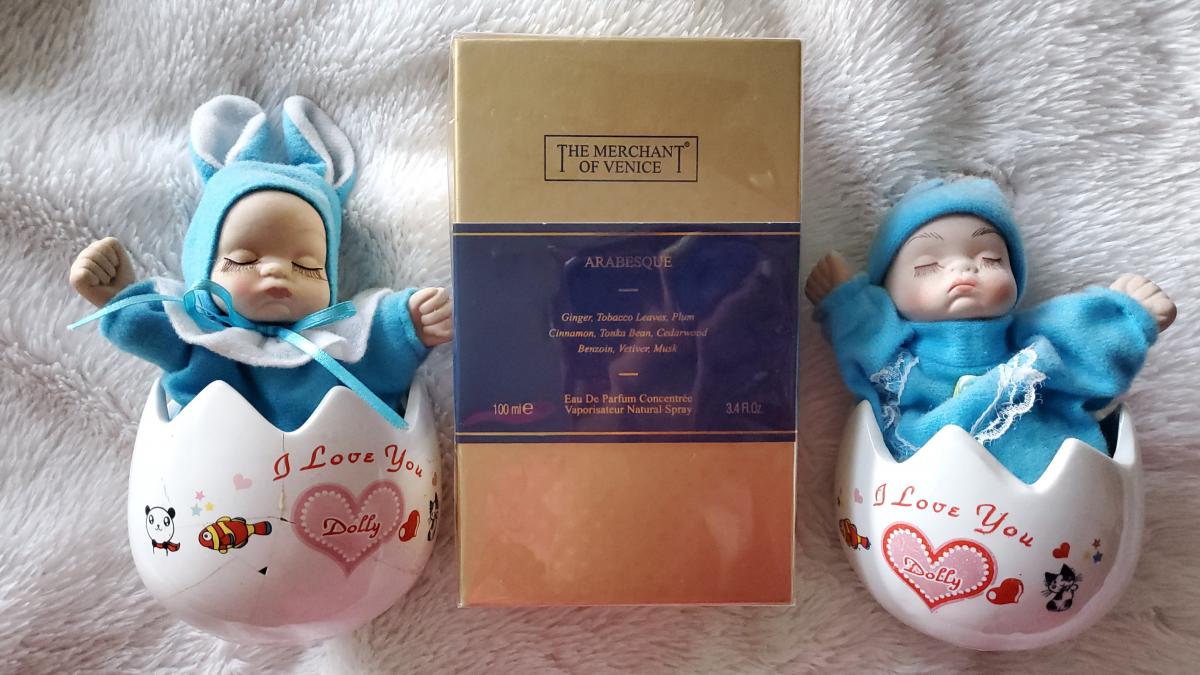 THE MERCHANT®
OF VENICE
ARABESQUE
Ginger, Tobacco Leaves, Plum
Cinnamon, Tonka Bean, Cedarwood
Benzoin, Vetiver, Musk
100 ml ℮
Eau De Parfum Concentrée
Vaporisateur Natural Spray
3.4 Fl.Oz.
I Love You
Dolly
I Love You
Dolly